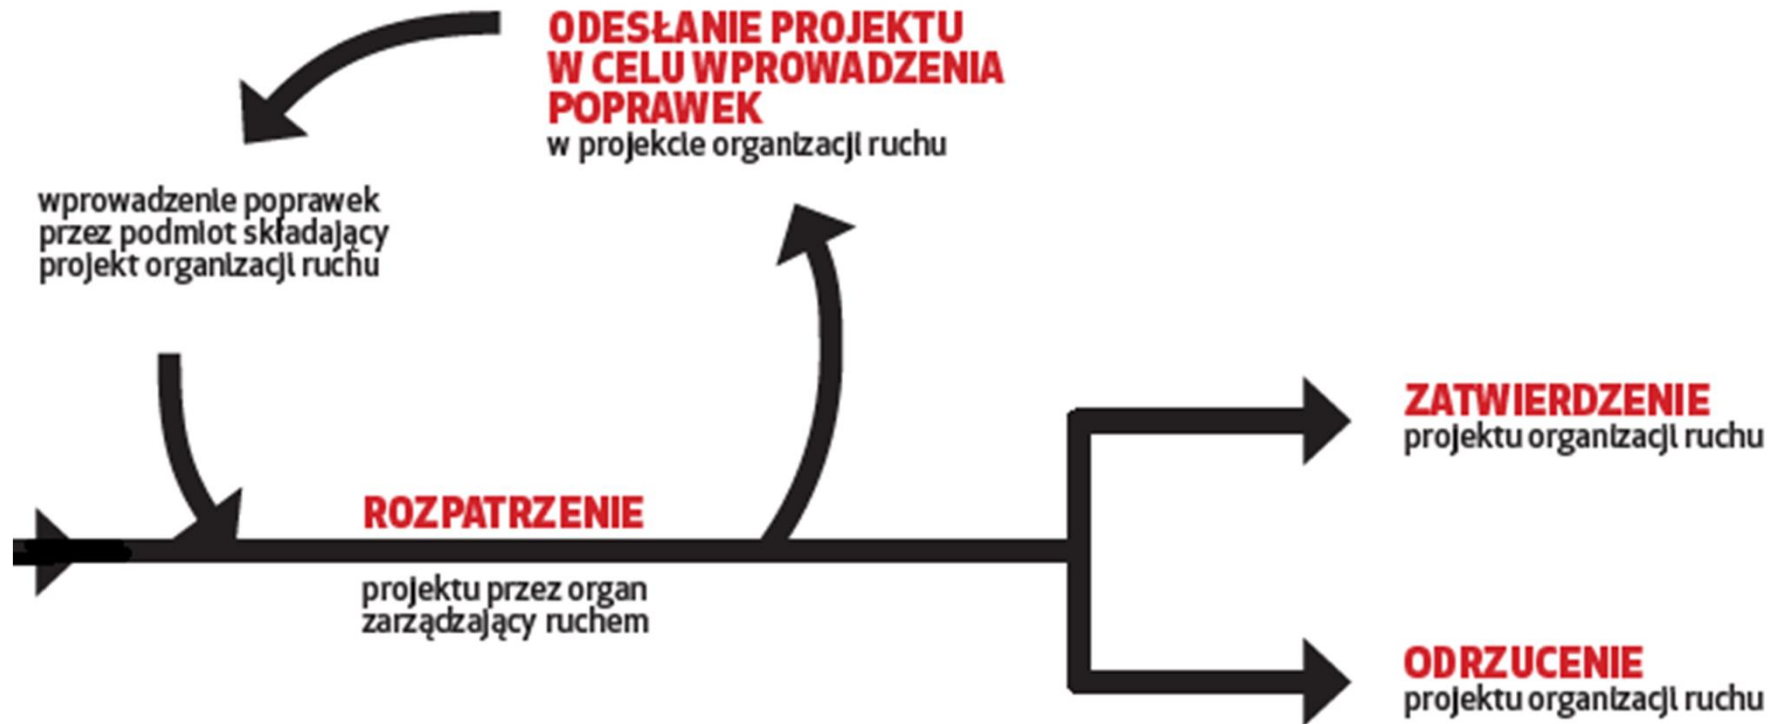 ODESŁANIE PROJEKTU
W CELU WPROWADZENIA
POPRAWEK
w projekcie organizacji ruchu
wprowadzenie poprawek
przez podmiot składający
projekt organizacji ruchu
ROZPATRZENIE
projektu przez organ
zarządzający ruchem
ZATWIERDZENIE
projektu organizacji ruchu
ODRZUCENIE
projektu organizacji ruchu